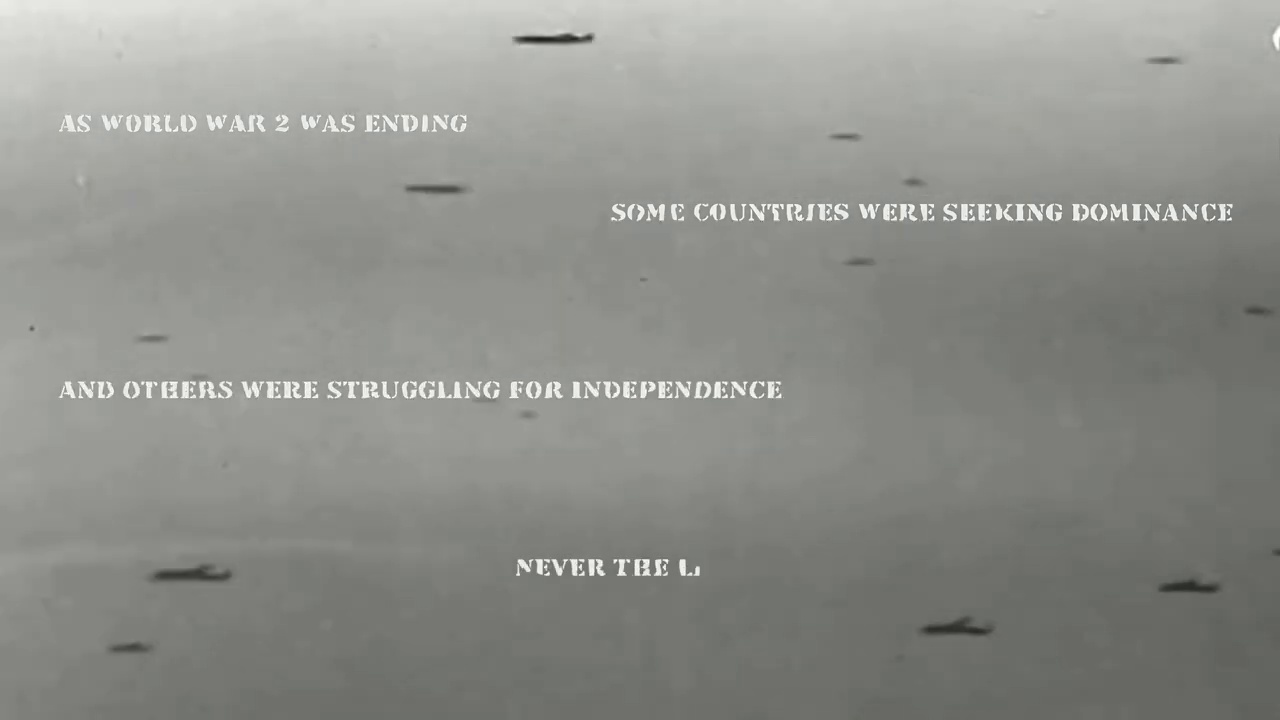 AS WORLD WAR 2 WAS ENDING
SOME COUNTRIES WERE SEEKING DOMINANCE
AND OTHERS WERE STRUGGLING FOR INDEPENDENCE
NEVER THE